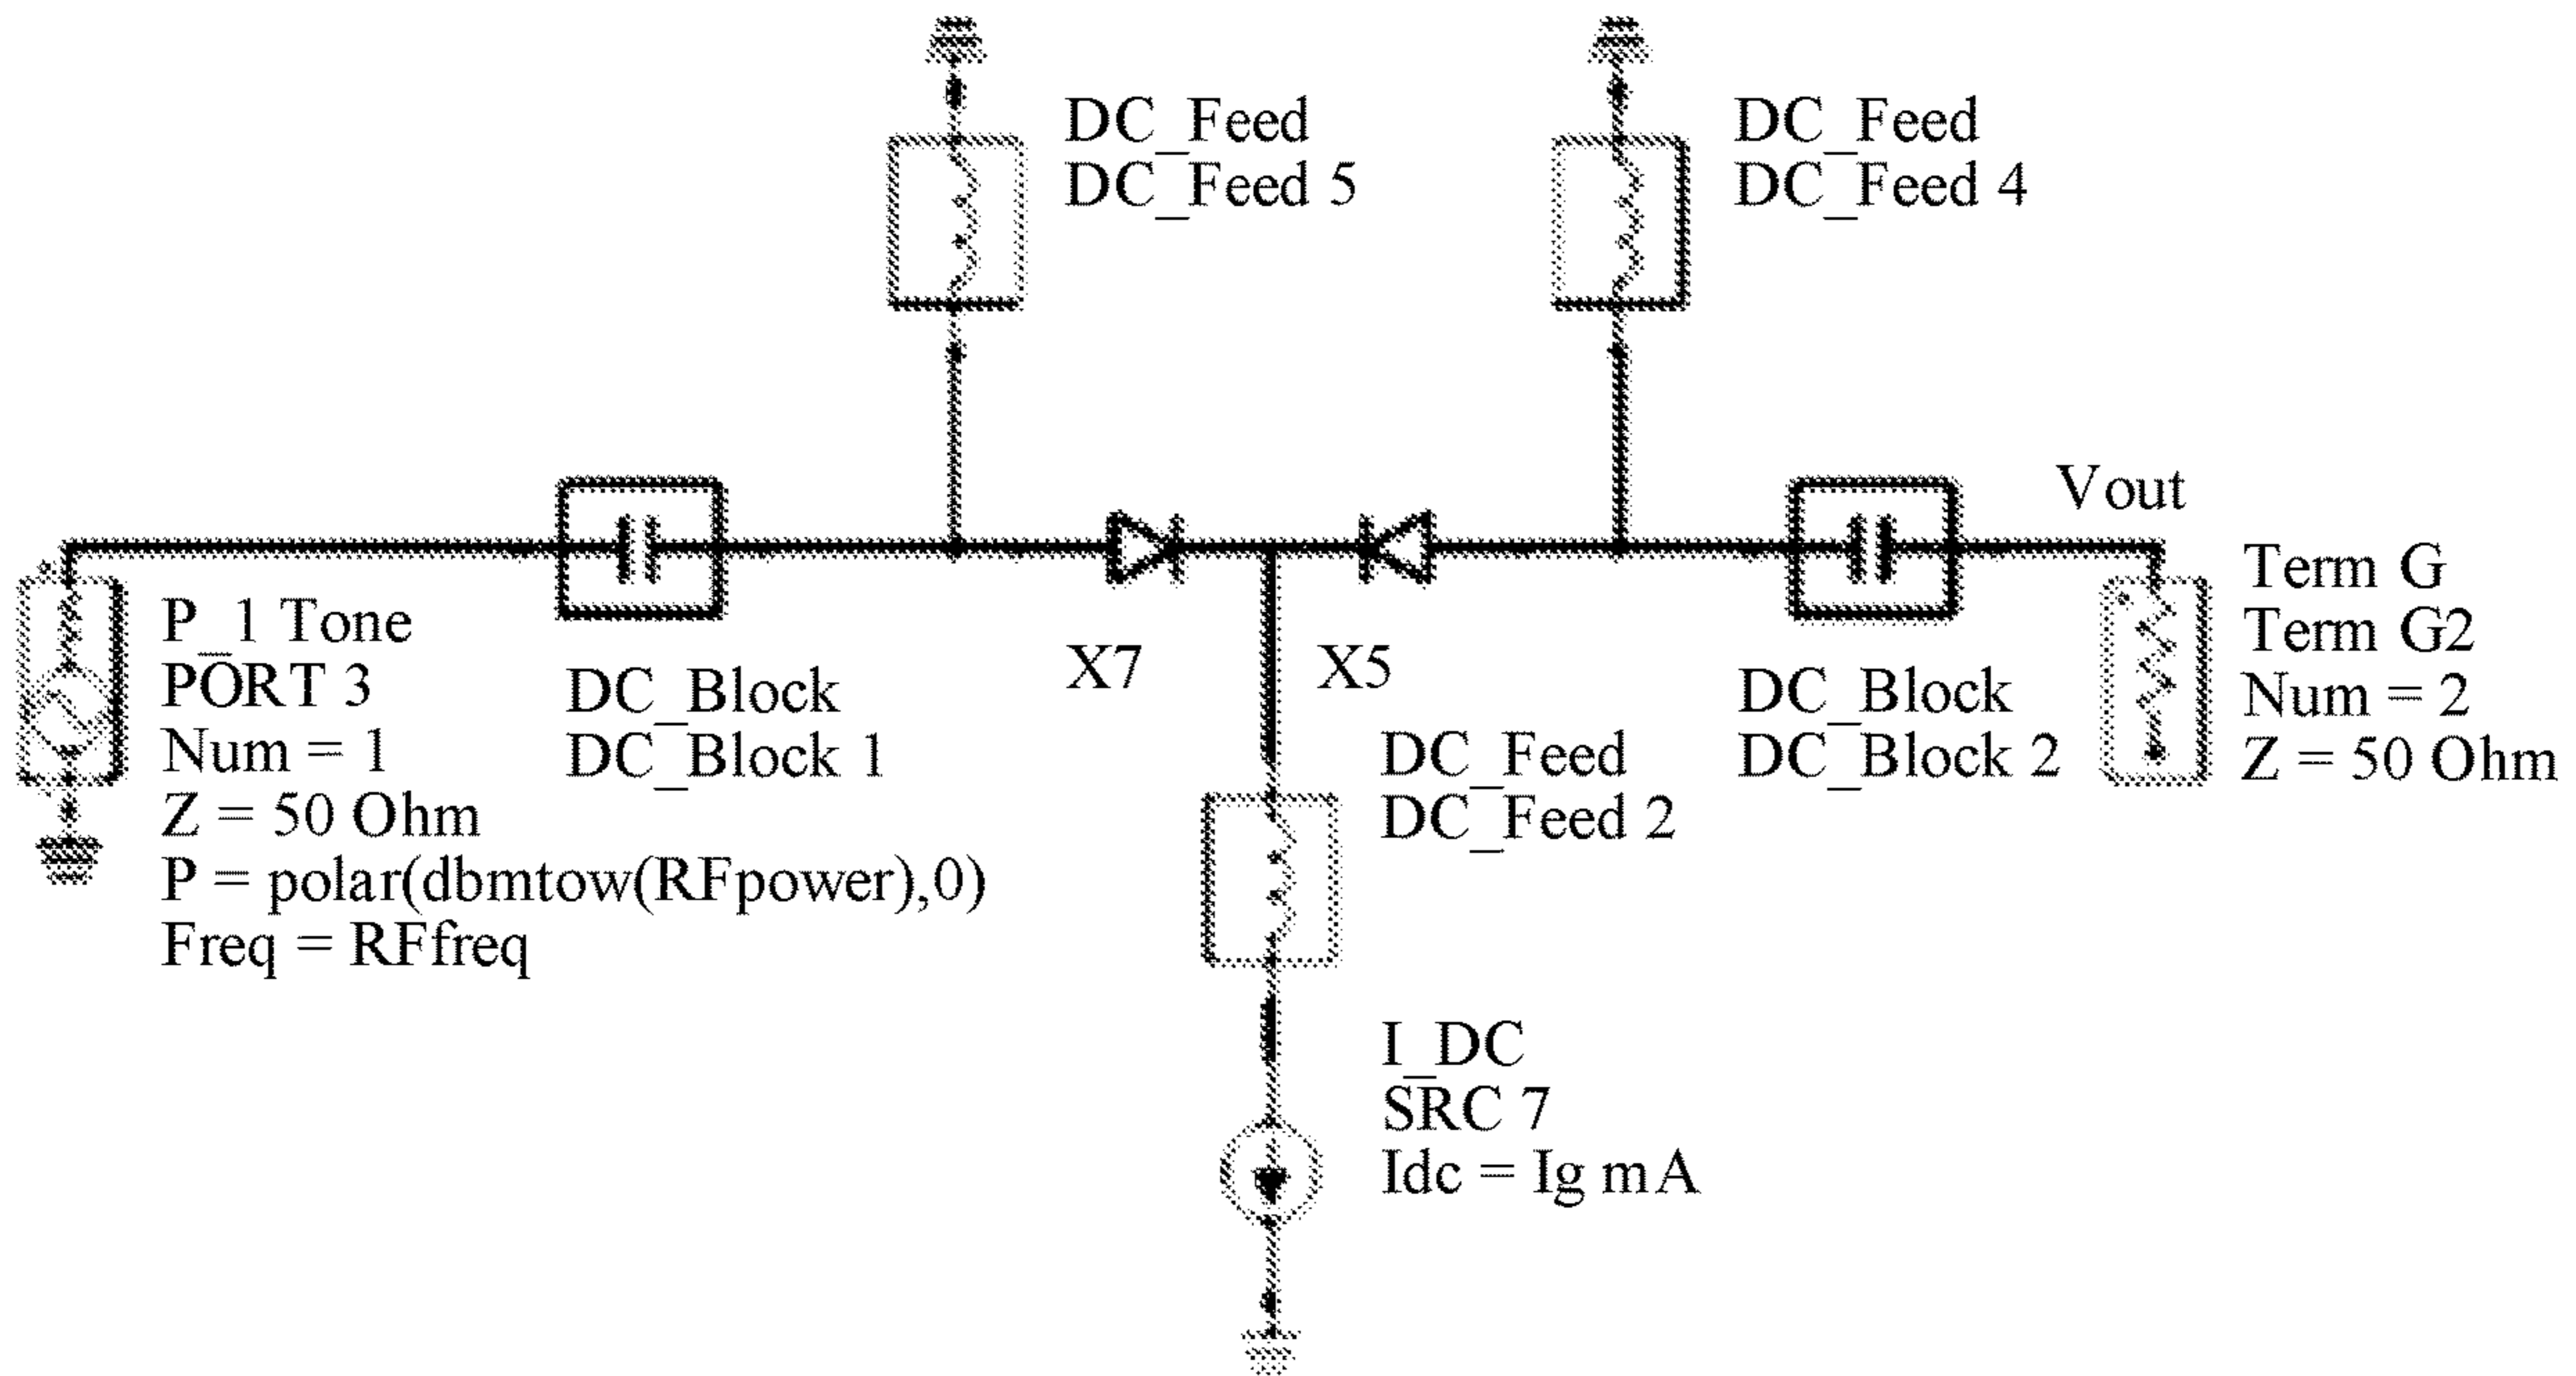 DC_Feed
DC_Feed 5
DC_Feed
DC_Feed 4
Vout
P_1 Tone
PORT 3
Num = 1
Z = 50 Ohm
P = polar(dbmtow(RFpower),0)
Freq = RFfreq
DC_Block
DC_Block 1
X7
X5
DC_Feed
DC_Feed 2
DC_Block
DC_Block 2
Term G
Term G2
Num = 2
Z = 50 Ohm
I_DC
SRC 7
Idc = Ig mA